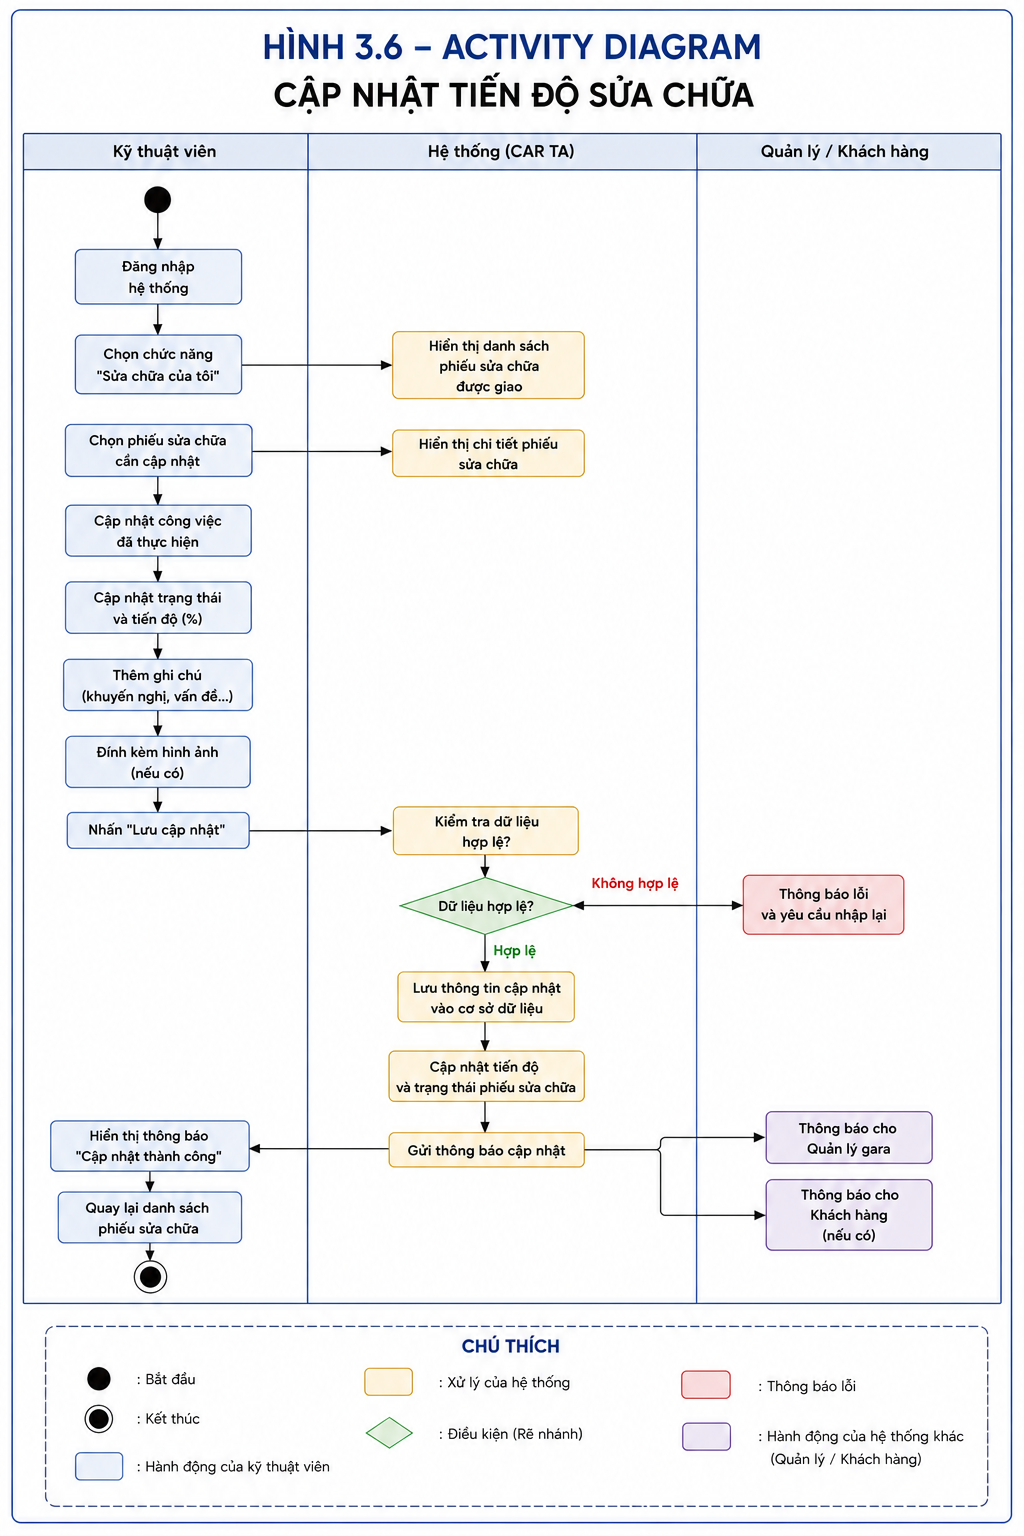 HÌNH 3.6 – ACTIVITY DIAGRAM
CẬP NHẬT TIẾN ĐỘ SỬA CHỮA
Kỹ thuật viên
Hệ thống (CAR TA)
Quản lý / Khách hàng
Đăng nhập
hệ thống
Chọn chức năng
"Sửa chữa của tôi"
Hiển thị danh sách
phiếu sửa chữa
được giao
Chọn phiếu sửa chữa
cần cập nhật
Hiển thị chi tiết phiếu
sửa chữa
Cập nhật công việc
đã thực hiện
Cập nhật trạng thái
và tiến độ (%)
Thêm ghi chú
(khuyến nghị, vấn đề...)
Đính kèm hình ảnh
(nếu có)
Nhấn "Lưu cập nhật"
Kiểm tra dữ liệu
hợp lệ?
Dữ liệu hợp lệ?
Không hợp lệ
Thông báo lỗi
và yêu cầu nhập lại
Hợp lệ
Lưu thông tin cập nhật
vào cơ sở dữ liệu
Cập nhật tiến độ
và trạng thái phiếu sửa chữa
Gửi thông báo cập nhật
Thông báo cho
Quản lý gara
Thông báo cho
Khách hàng
(nếu có)
Hiển thị thông báo
"Cập nhật thành công"
Quay lại danh sách
phiếu sửa chữa
CHÚ THÍCH
: Bắt đầu
: Kết thúc
: Hành động của kỹ thuật viên
: Xử lý của hệ thống
: Điều kiện (Rẽ nhánh)
: Thông báo lỗi
: Hành động của hệ thống khác
(Quản lý / Khách hàng)